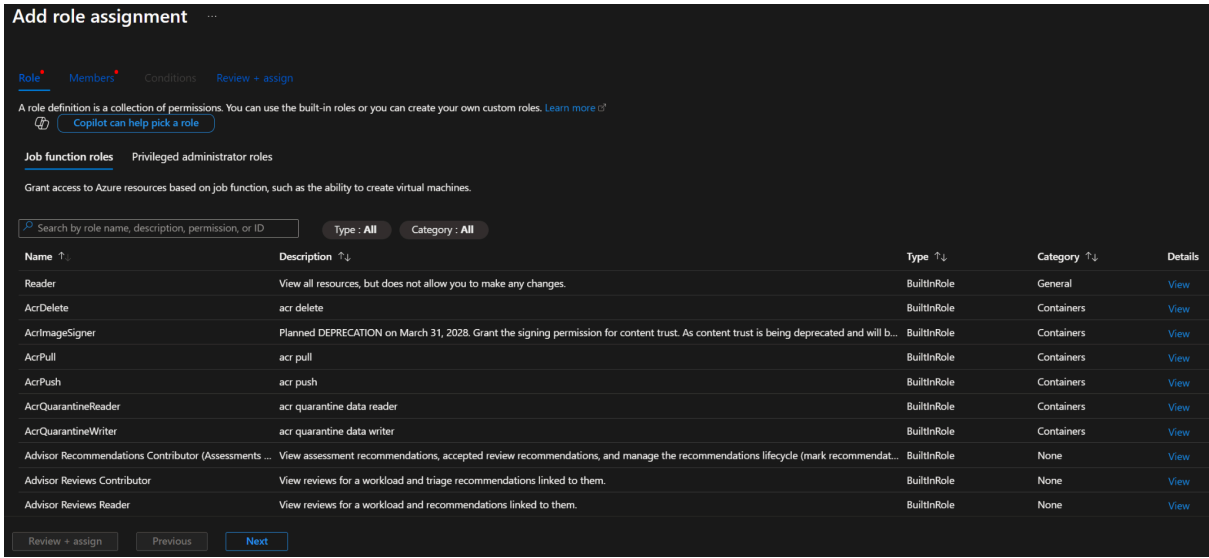 Add role assignment ...
Role Members Conditions Review + assign
A role definition is a collection of permissions. You can use the built-in roles or you can create your own custom roles. Learn more
Copilot can help pick a role
Job function roles Privileged administrator roles
Grant access to Azure resources based on job function, such as the ability to create virtual machines.
Search by role name, description, permission, or ID Type : All Category : All
Name ↑↓ Description ↑↓ Type ↑↓ Category ↑↓ Details
Reader View all resources, but does not allow you to make any changes. BuiltInRole General View
AcrDelete acr delete BuiltInRole Containers View
AcrImageSigner Planned DEPRECATION on March 31, 2028. Grant the signing permission for content trust. As content trust is being deprecated and will b... BuiltInRole Containers View
AcrPull acr pull BuiltInRole Containers View
AcrPush acr push BuiltInRole Containers View
AcrQuarantineReader acr quarantine data reader BuiltInRole Containers View
AcrQuarantineWriter acr quarantine data writer BuiltInRole Containers View
Advisor Recommendations Contributor (Assessments ... View assessment recommendations, accepted review recommendations, and manage the recommendations lifecycle (mark recommendat... BuiltInRole None View
Advisor Reviews Contributor View reviews for a workload and triage recommendations linked to them. BuiltInRole None View
Advisor Reviews Reader View reviews for a workload and recommendations linked to them. BuiltInRole None View
Review + assign Previous Next